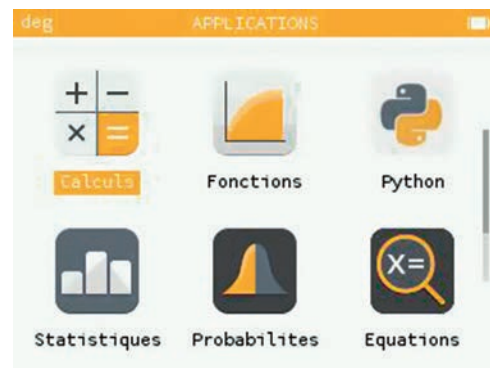 deg APPLICATIONS
+ −
× =
Calculs Fonctions Python
X=
Statistiques Probabilites Equations